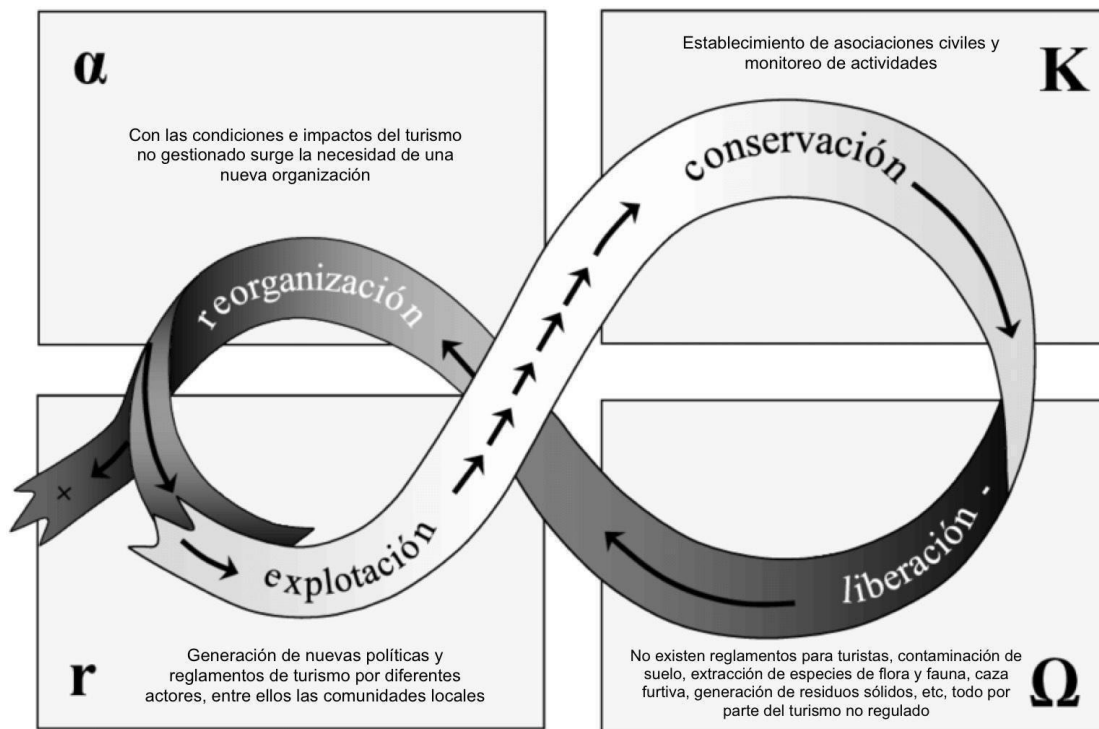 α
Con las condiciones e impactos del turismo
no gestionado surge la necesidad de una
nueva organización
reorganización
Establecimiento de asociaciones civiles y
monitoreo de actividades
K
conservación
explotación
r
Generación de nuevas políticas y
reglamentos de turismo por diferentes
actores, entre ellos las comunidades locales
liberación -
No existen reglamentos para turistas, contaminación de
suelo, extracción de especies de flora y fauna, caza
furtiva, generación de residuos sólidos, etc, todo por
parte del turismo no regulado
Ω
×